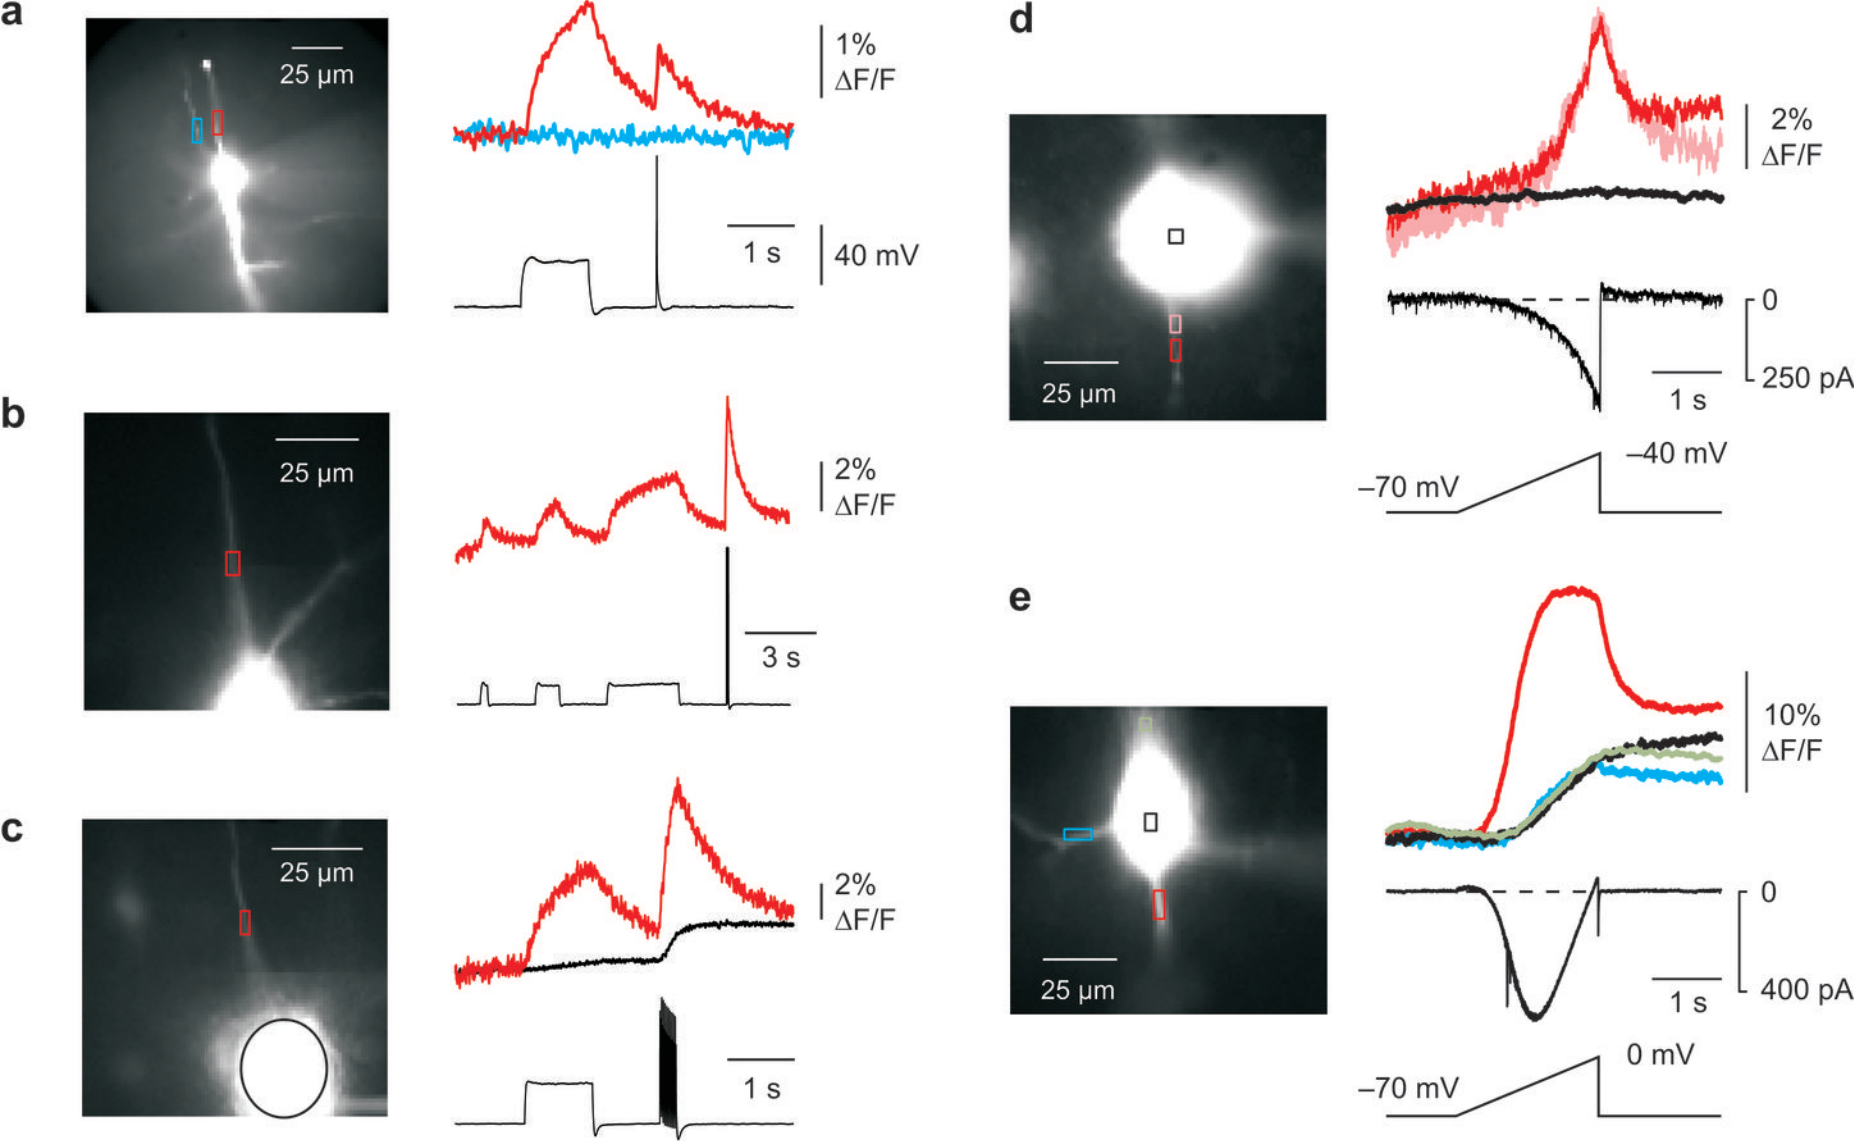 a
25 µm
1%
ΔF/F
1 s
40 mV
b
25 µm
2%
ΔF/F
3 s
c
25 µm
2%
ΔF/F
1 s
d
25 µm
2%
ΔF/F
0
250 pA
1 s
–40 mV
–70 mV
e
25 µm
10%
ΔF/F
0
400 pA
1 s
0 mV
–70 mV